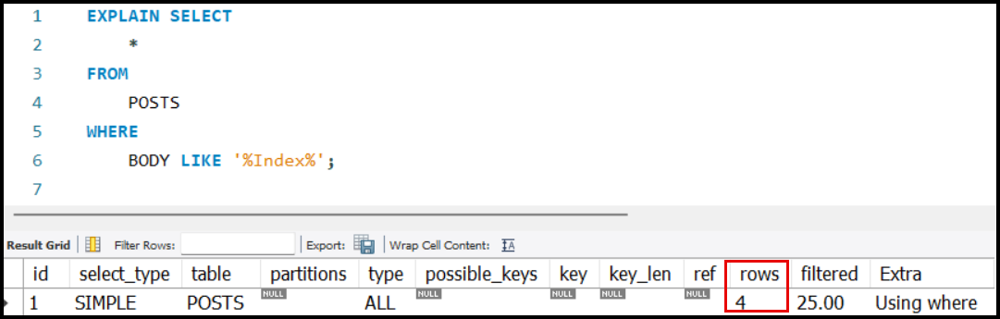 1 EXPLAIN SELECT
2 *
3 FROM
4 POSTS
5 WHERE
6 BODY LIKE '%Index%';
7
Result Grid Filter Rows: Export: Wrap Cell Content: IA
id select_type table partitions type possible_keys key key_len ref rows filtered Extra
1 SIMPLE POSTS NULL ALL NULL NULL NULL NULL 4 25.00 Using where